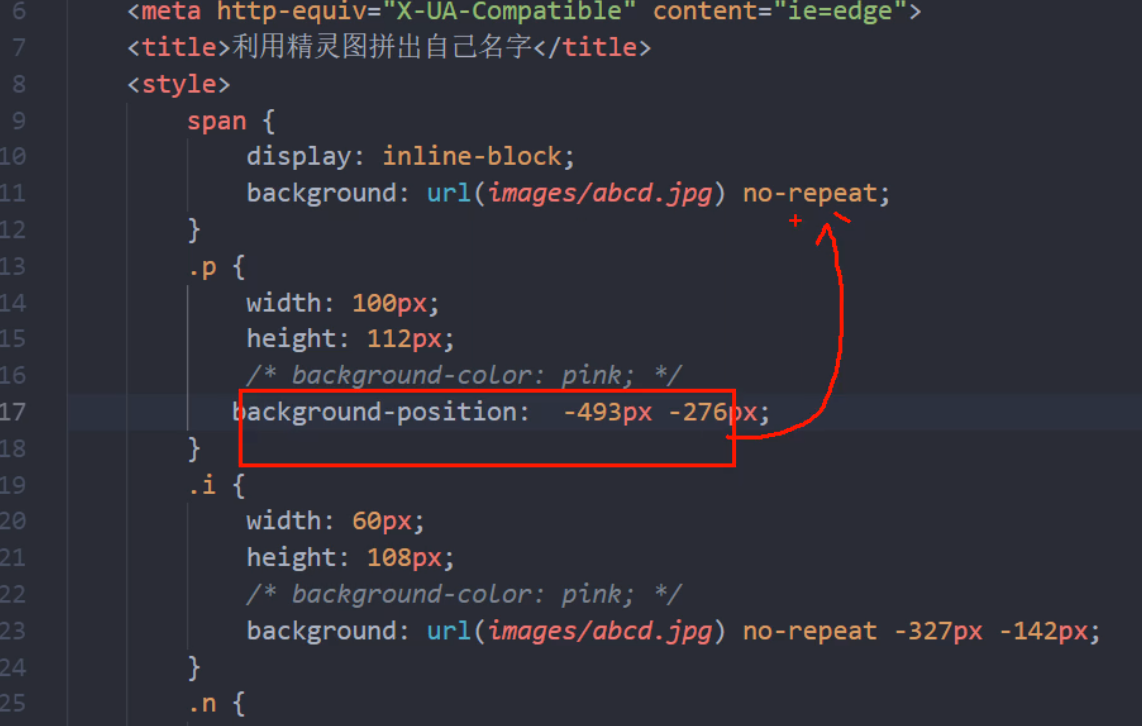 6 <meta http-equiv="X-UA-Compatible" content="ie=edge">
7 <title>利用精灵图拼出自己名字</title>
8 <style>
9 span {
10 display: inline-block;
11 background: url(images/abcd.jpg) no-repeat;
12 }
13 .p {
14 width: 100px;
15 height: 112px;
16 /* background-color: pink; */
17 background-position:  -493px -276px;
18 }
19 .i {
20 width: 60px;
21 height: 108px;
22 /* background-color: pink; */
23 background: url(images/abcd.jpg) no-repeat -327px -142px;
24 }
25 .n {